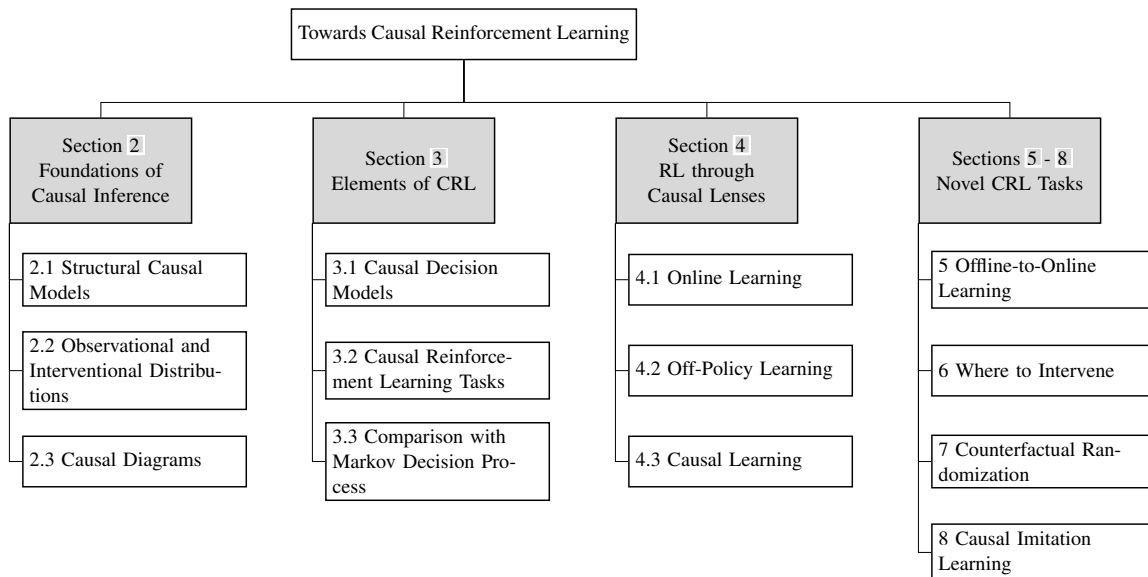 Towards Causal Reinforcement Learning
Section 2
Foundations of
Causal Inference
Section 3
Elements of CRL
Section 4
RL through
Causal Lenses
Sections 5 - 8
Novel CRL Tasks
2.1 Structural Causal
Models
2.2 Observational and
Interventional Distribu-
tions
2.3 Causal Diagrams
3.1 Causal Decision
Models
3.2 Causal Reinforce-
ment Learning Tasks
3.3 Comparison with
Markov Decision Pro-
cess
4.1 Online Learning
4.2 Off-Policy Learning
4.3 Causal Learning
5 Offline-to-Online
Learning
6 Where to Intervene
7 Counterfactual Ran-
domization
8 Causal Imitation
Learning